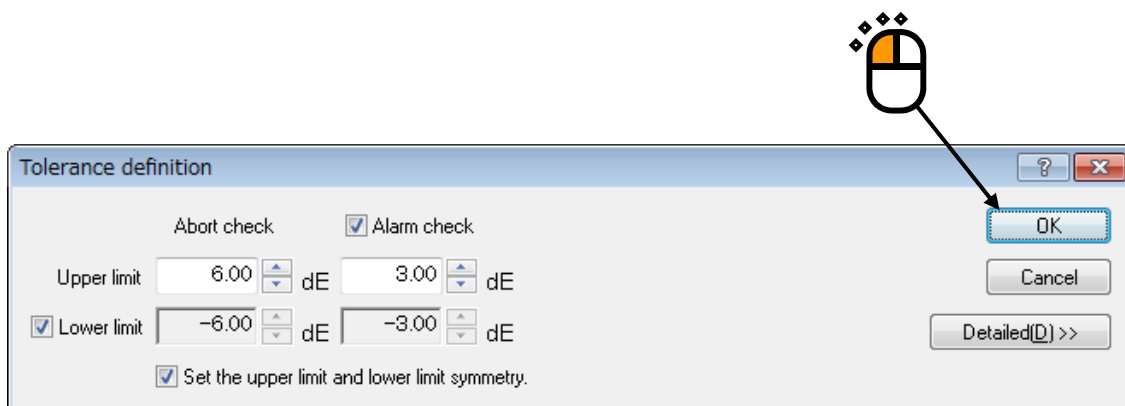 Tolerance definition
?
Abort check Alarm check OK
Upper limit 6.00 dE 3.00 dE Cancel
Lower limit -6.00 dE -3.00 dE Detailed(D) >>
Set the upper limit and lower limit symmetry.